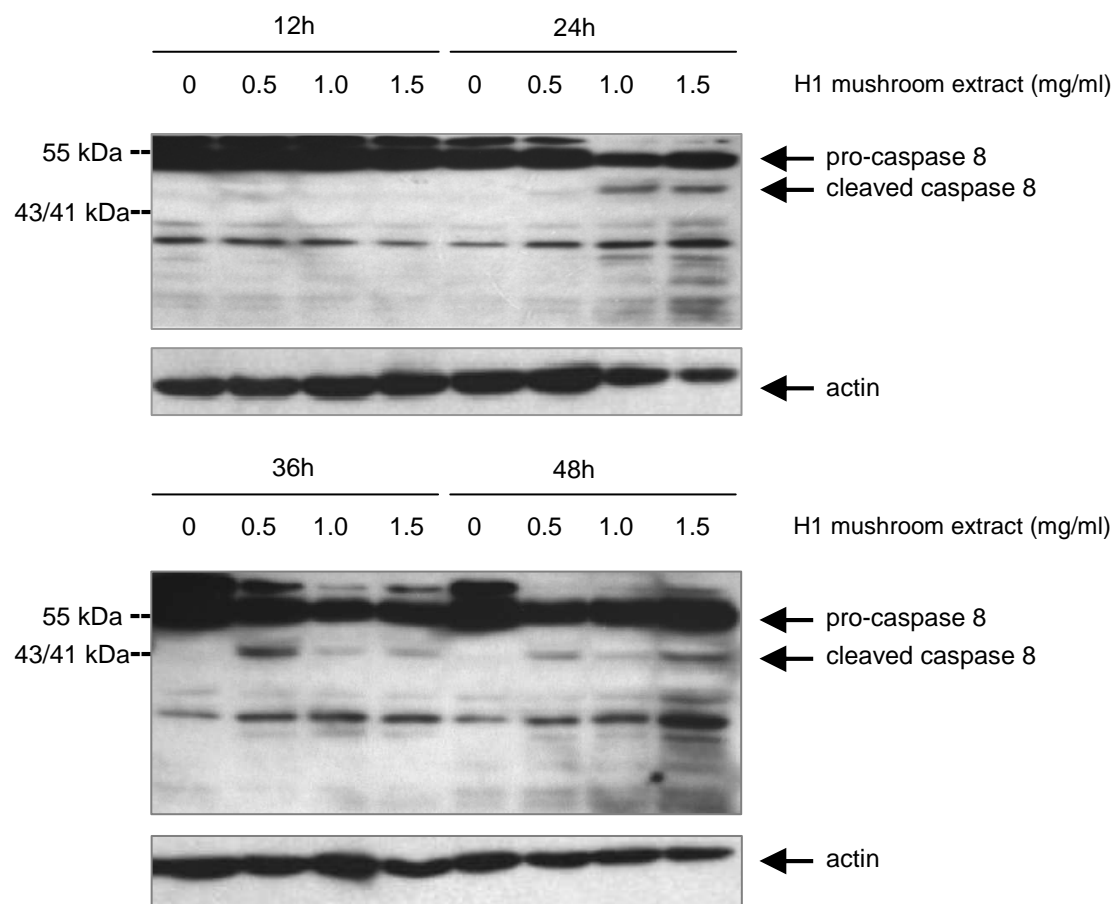 12h 24h
0 0.5 1.0 1.5 0 0.5 1.0 1.5 H1 mushroom extract (mg/ml)
55 kDa pro-caspase 8
cleaved caspase 8
43/41 kDa
actin
36h 48h
0 0.5 1.0 1.5 0 0.5 1.0 1.5 H1 mushroom extract (mg/ml)
55 kDa pro-caspase 8
43/41 kDa cleaved caspase 8
actin